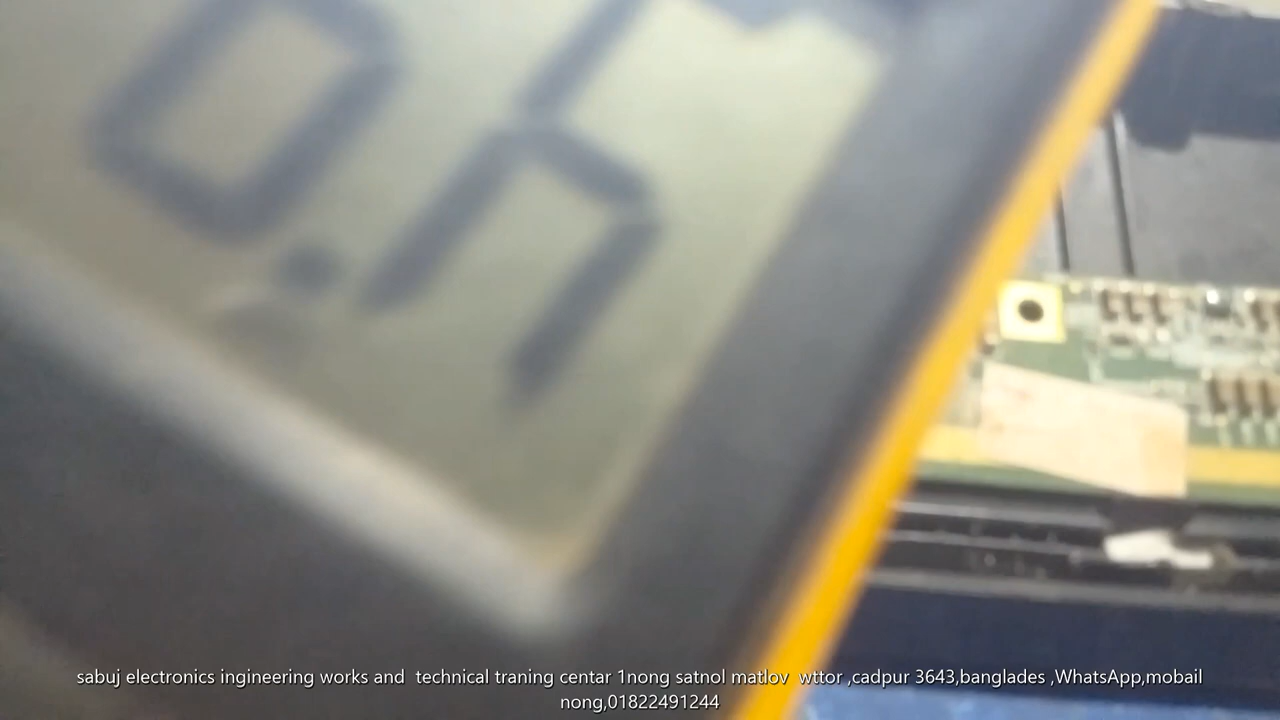 0.h
sabuj electronics ingineering works and  technical traning centar 1nong satnol matlov  wttor ,cadpur 3643,banglades ,WhatsApp,mobail
nong,01822491244